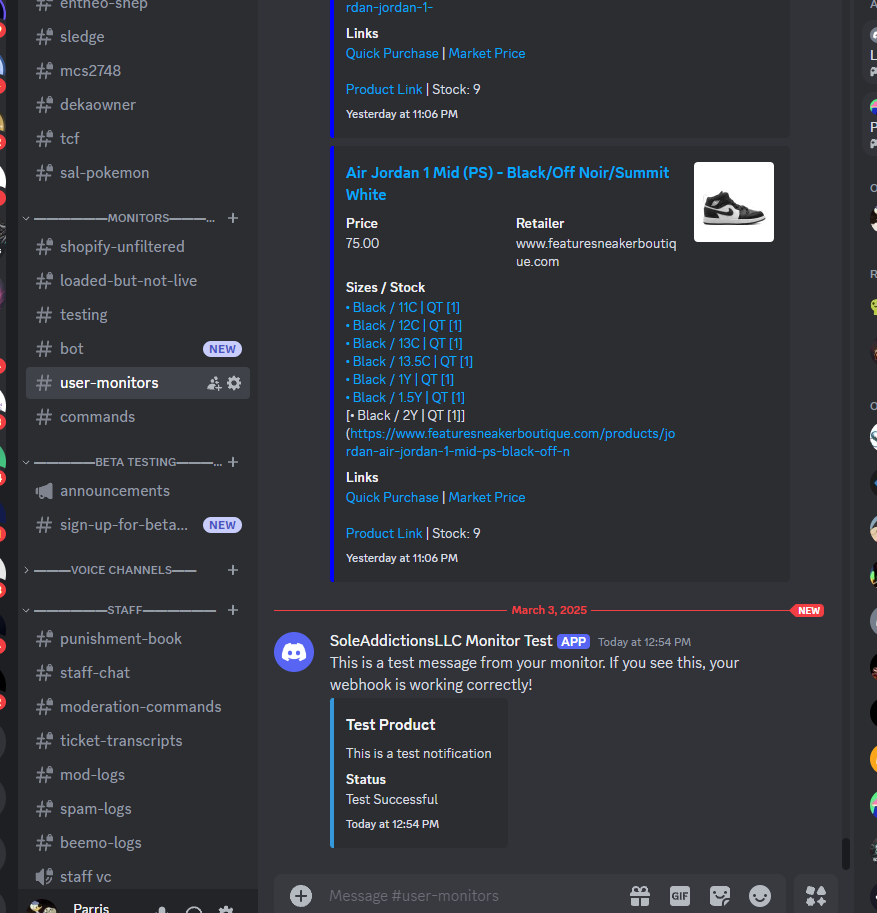 entheo-shep
sledge
mcs2748
dekaowner
tcf
sal-pokemon
—————MONITORS———...
shopify-unfiltered
loaded-but-not-live
testing
bot NEW
user-monitors
commands
————BETA TESTING———...
announcements
sign-up-for-beta... NEW
———VOICE CHANNELS——
—————STAFF——————
punishment-book
staff-chat
moderation-commands
ticket-transcripts
mod-logs
spam-logs
beemo-logs
staff vc
Parris
rdan-jordan-1-
Links
Quick Purchase | Market Price
Product Link | Stock: 9
Yesterday at 11:06 PM
Air Jordan 1 Mid (PS) - Black/Off Noir/Summit
White
Price Retailer
75.00 www.featuresneakerboutiq
ue.com
Sizes / Stock
• Black / 11C | QT [1]
• Black / 12C | QT [1]
• Black / 13C | QT [1]
• Black / 13.5C | QT [1]
• Black / 1Y | QT [1]
• Black / 1.5Y | QT [1]
[• Black / 2Y | QT [1]]
(https://www.featuresneakerboutique.com/products/jo
rdan-air-jordan-1-mid-ps-black-off-n
Links
Quick Purchase | Market Price
Product Link | Stock: 9
Yesterday at 11:06 PM
March 3, 2025 NEW
SoleAddictionsLLC Monitor Test APP Today at 12:54 PM
This is a test message from your monitor. If you see this, your
webhook is working correctly!
Test Product
This is a test notification
Status
Test Successful
Today at 12:54 PM
Message #user-monitors
GIF